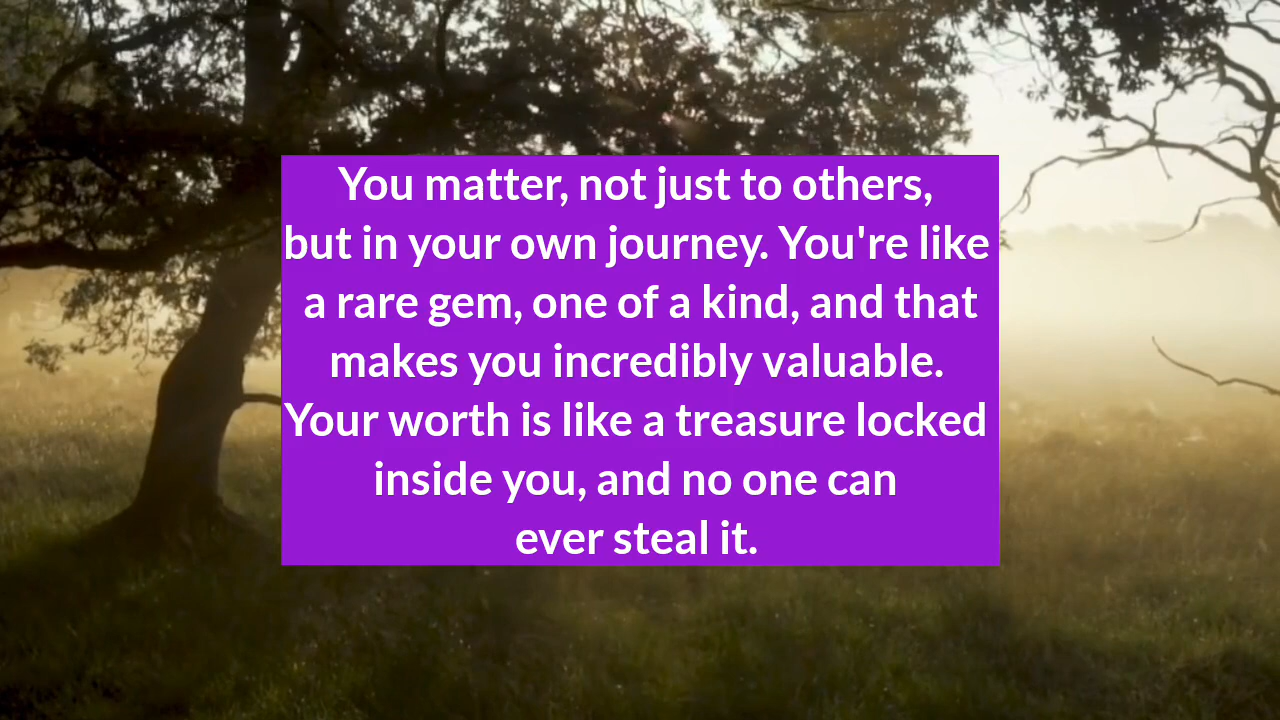 You matter, not just to others,
but in your own journey. You're like
a rare gem, one of a kind, and that
makes you incredibly valuable.
Your worth is like a treasure locked
inside you, and no one can
ever steal it.